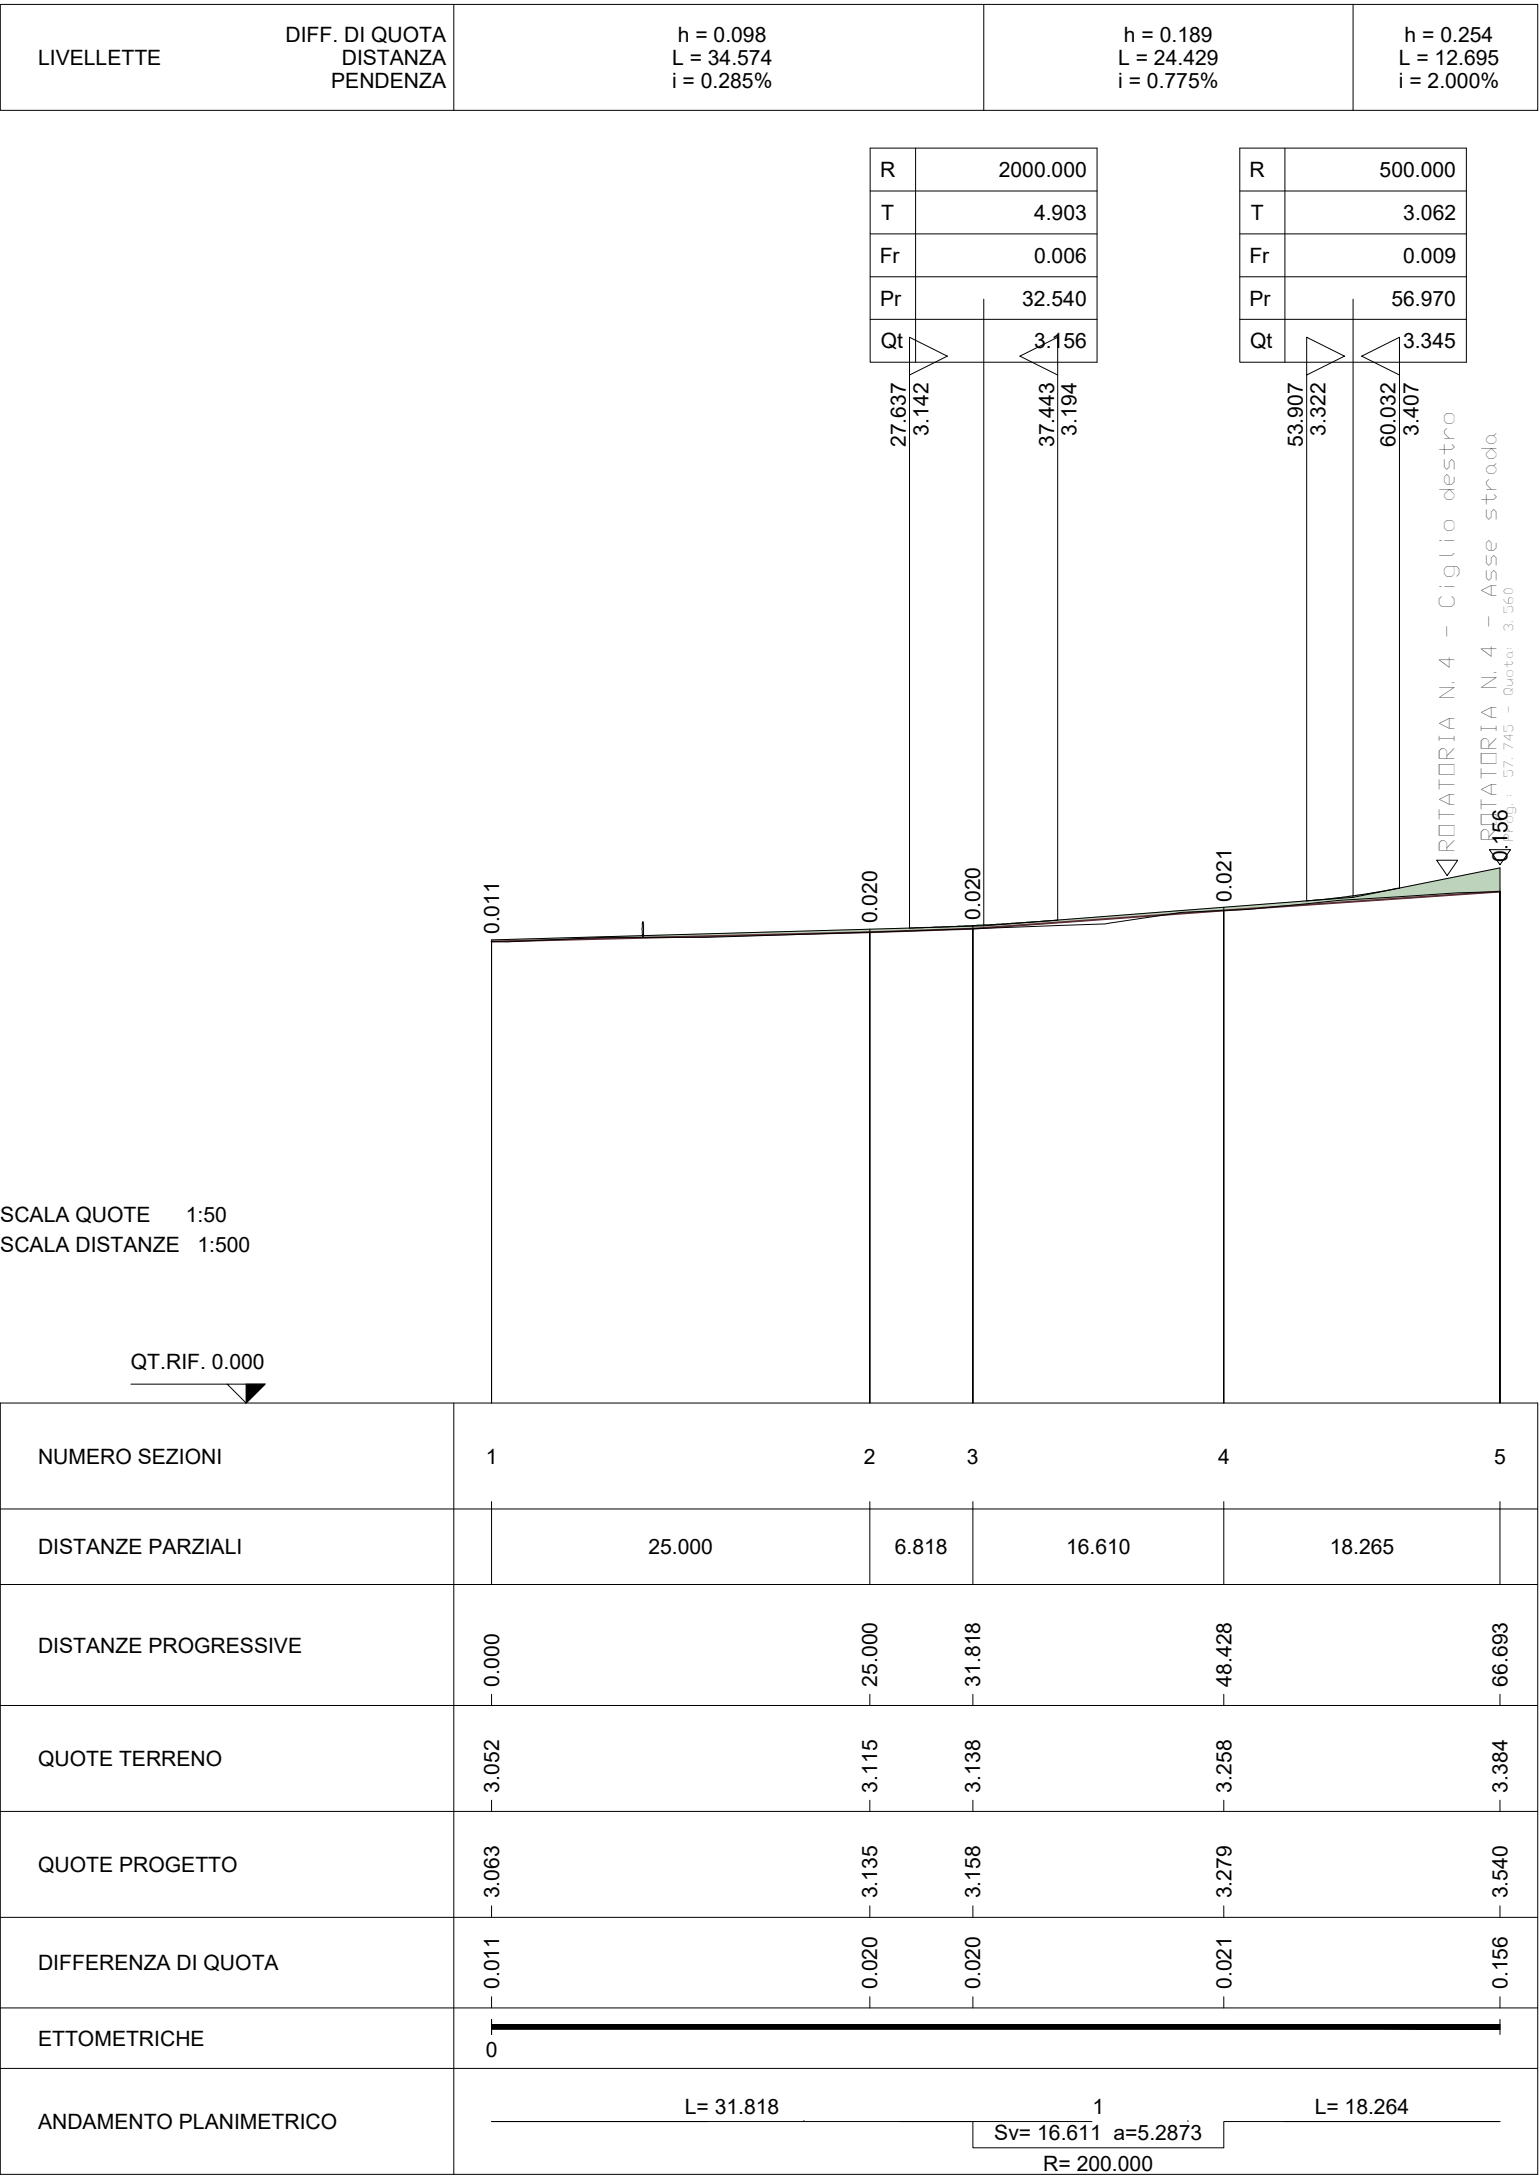 LIVELLETTE
DIFF. DI QUOTA
DISTANZA
PENDENZA
h = 0.098
L = 34.574
i = 0.285%
h = 0.189
L = 24.429
i = 0.775%
h = 0.254
L = 12.695
i = 2.000%
R 2000.000
T 4.903
Fr 0.006
Pr 32.540
Qt 3.156
R 500.000
T 3.062
Fr 0.009
Pr 56.970
Qt 3.345
27.637
3.142
37.443
3.194
53.907
3.322
60.032
3.407
ROTATORIA N. 4 - Ciglio destro
ROTATORIA N. 4 - Asse strada
Prog.: 57.745 - Quota: 3.560
0.011
0.020
0.020
0.021
0.156
SCALA QUOTE 1:50
SCALA DISTANZE 1:500
QT.RIF. 0.000
NUMERO SEZIONI 1 2 3 4 5
DISTANZE PARZIALI 25.000 6.818 16.610 18.265
DISTANZE PROGRESSIVE 0.000 25.000 31.818 48.428 66.693
QUOTE TERRENO 3.052 3.115 3.138 3.258 3.384
QUOTE PROGETTO 3.063 3.135 3.158 3.279 3.540
DIFFERENZA DI QUOTA 0.011 0.020 0.020 0.021 0.156
ETTOMETRICHE 0
ANDAMENTO PLANIMETRICO L= 31.818 1 L= 18.264
Sv= 16.611 a=5.2873
R= 200.000